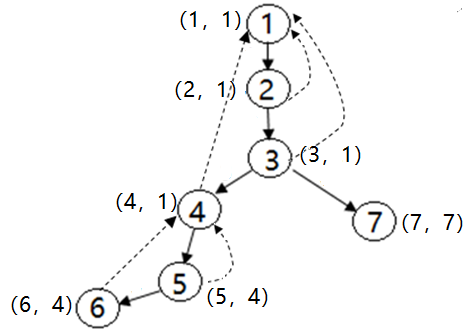 (1, 1) 1
(2, 1) 2
3 (3, 1)
(4, 1) 4
7 (7, 7)
5 (5, 4)
(6, 4) 6